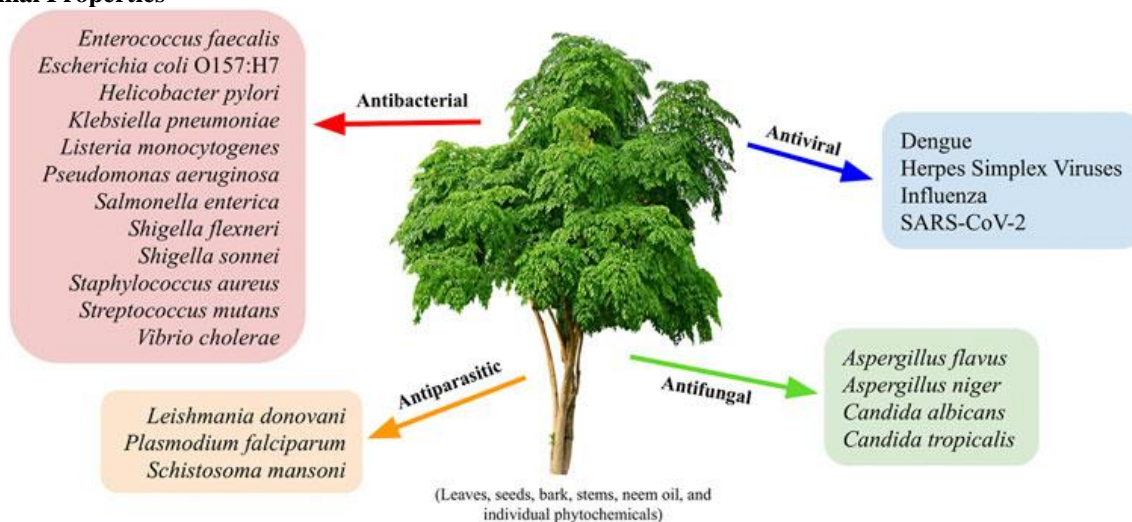 Enterococcus faecalis
Escherichia coli O157:H7
Helicobacter pylori
Klebsiella pneumoniae
Listeria monocytogenes
Pseudomonas aeruginosa
Salmonella enterica
Shigella flexneri
Shigella sonnei
Staphylococcus aureus
Streptococcus mutans
Vibrio cholerae
Antibacterial
Antiviral
Dengue
Herpes Simplex Viruses
Influenza
SARS-CoV-2
Antiparasitic
Leishmania donovani
Plasmodium falciparum
Schistosoma mansoni
Antifungal
Aspergillus flavus
Aspergillus niger
Candida albicans
Candida tropicalis
(Leaves, seeds, bark, stems, neem oil, and
individual phytochemicals)